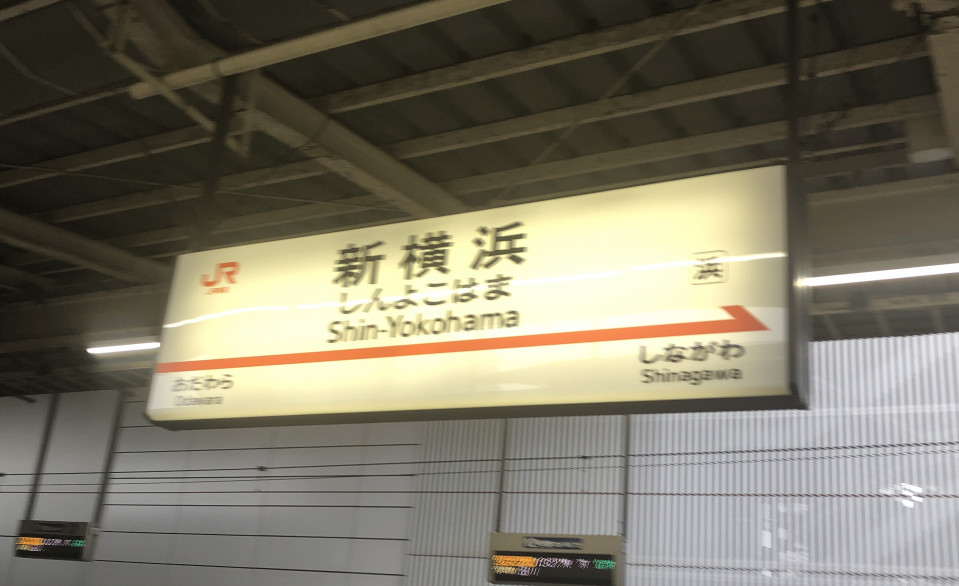 JR
新横浜
浜
しんよこはま
Shin-Yokohama
おだわら
Odawara
しながわ
Shinagawa